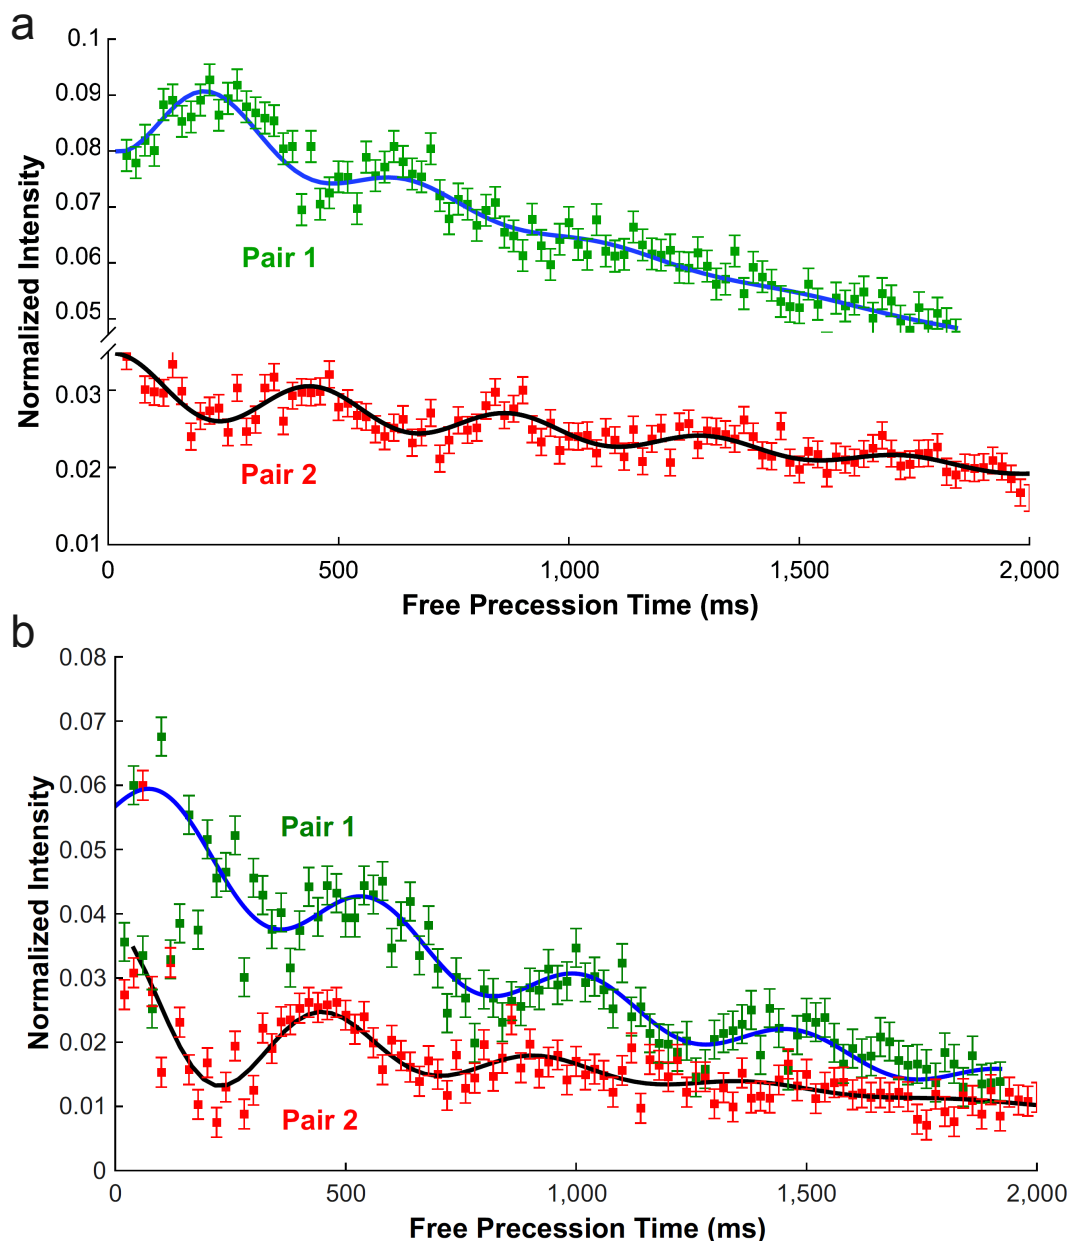 a
0.1
0.09
0.08
0.07
0.06
0.05
0.03
0.02
0.01
Normalized Intensity
Pair 1
Pair 2
0 500 1,000 1,500 2,000
Free Precession Time (ms)
b
0.08
0.07
0.06
0.05
0.04
0.03
0.02
0.01
0
Normalized Intensity
Pair 1
Pair 2
0 500 1,000 1,500 2,000
Free Precession Time (ms)